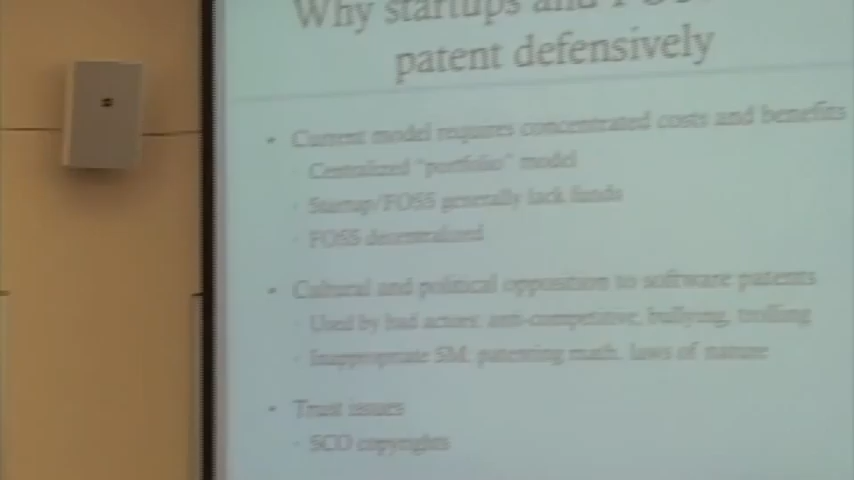 Why startups and
patent defensively
• Current model requires concentrated costs and benefits
- Centralized "portfolio" model
- Startup/FOSS generally lack funds
- FOSS decentralized
• Cultural and political opposition to software patents
- Used by bad actors: anti-competitive, bullying, trolling
- Inappropriate SM: patenting math, laws of nature
• Trust issues
- SCO copyrights